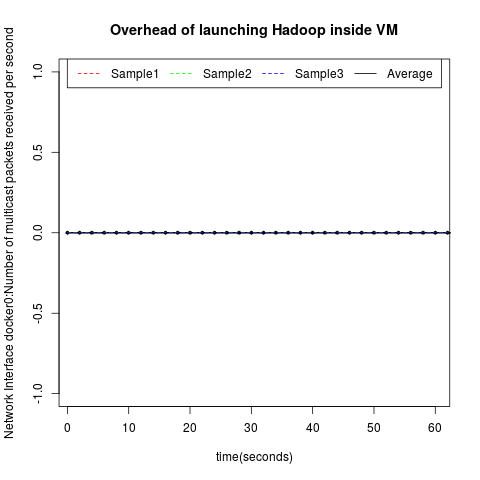 Overhead of launching Hadoop inside VM
Sample1
Sample2
Sample3
Average
Network Interface docker0:Number of multicast packets received per second
1.0
0.5
0.0
-0.5
-1.0
0
10
20
30
40
50
60
time(seconds)